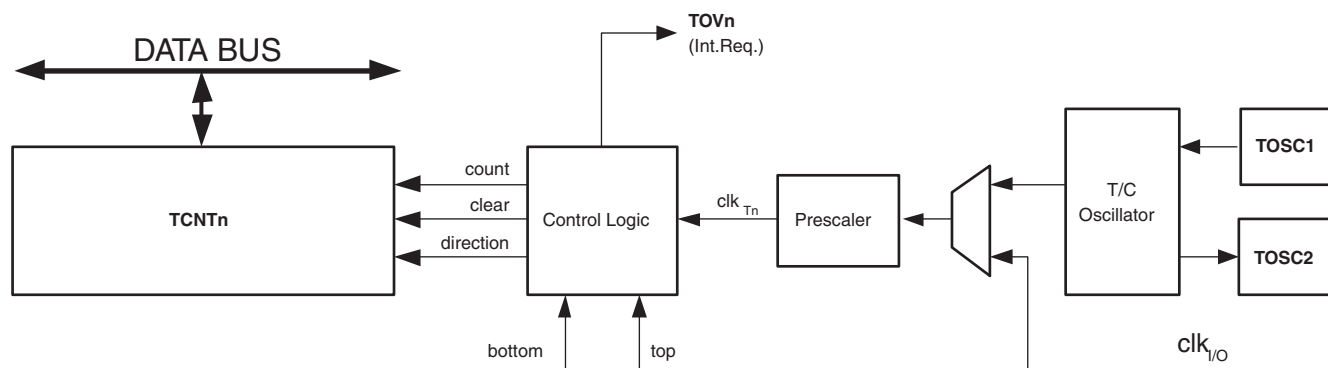 TOVn
(Int.Req.)
DATA BUS
TOSC1
count
T/C
Oscillator
clk Tn
TCNTn
clear
Control Logic
Prescaler
direction
TOSC2
bottom
top
clk I/O